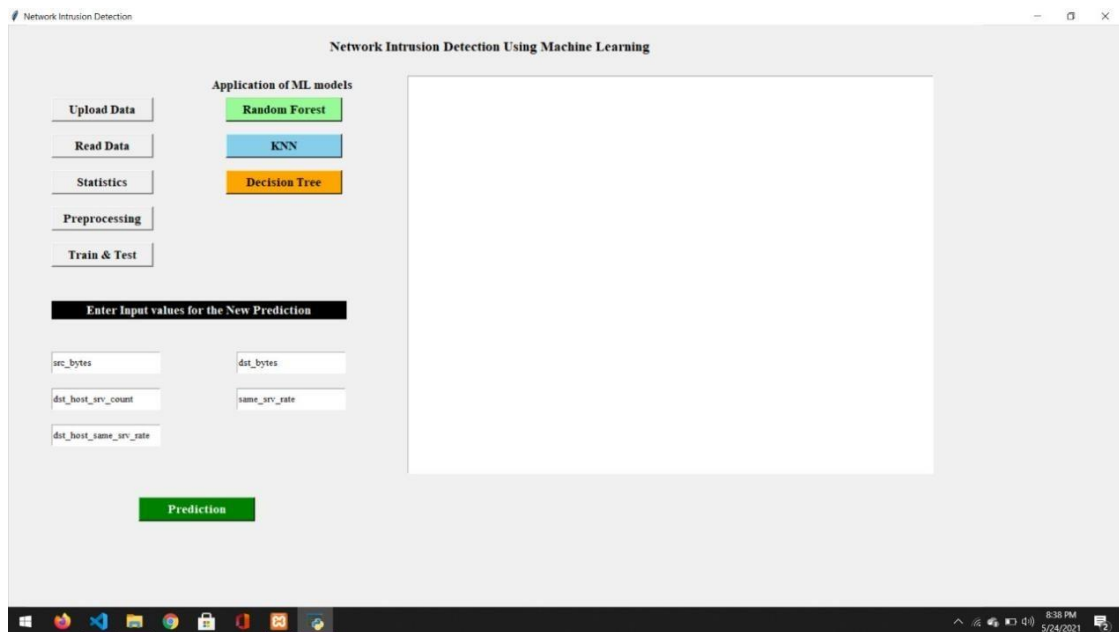 Network Intrusion Detection
Network Intrusion Detection Using Machine Learning
Application of ML models
Upload Data
Random Forest
Read Data
KNN
Statistics
Decision Tree
Preprocessing
Train & Test
Enter Input values for the New Prediction
src_bytes
dst_bytes
dst_host_srv_count
same_srv_rate
dst_host_same_srv_rate
Prediction
8:38 PM
5/24/2021